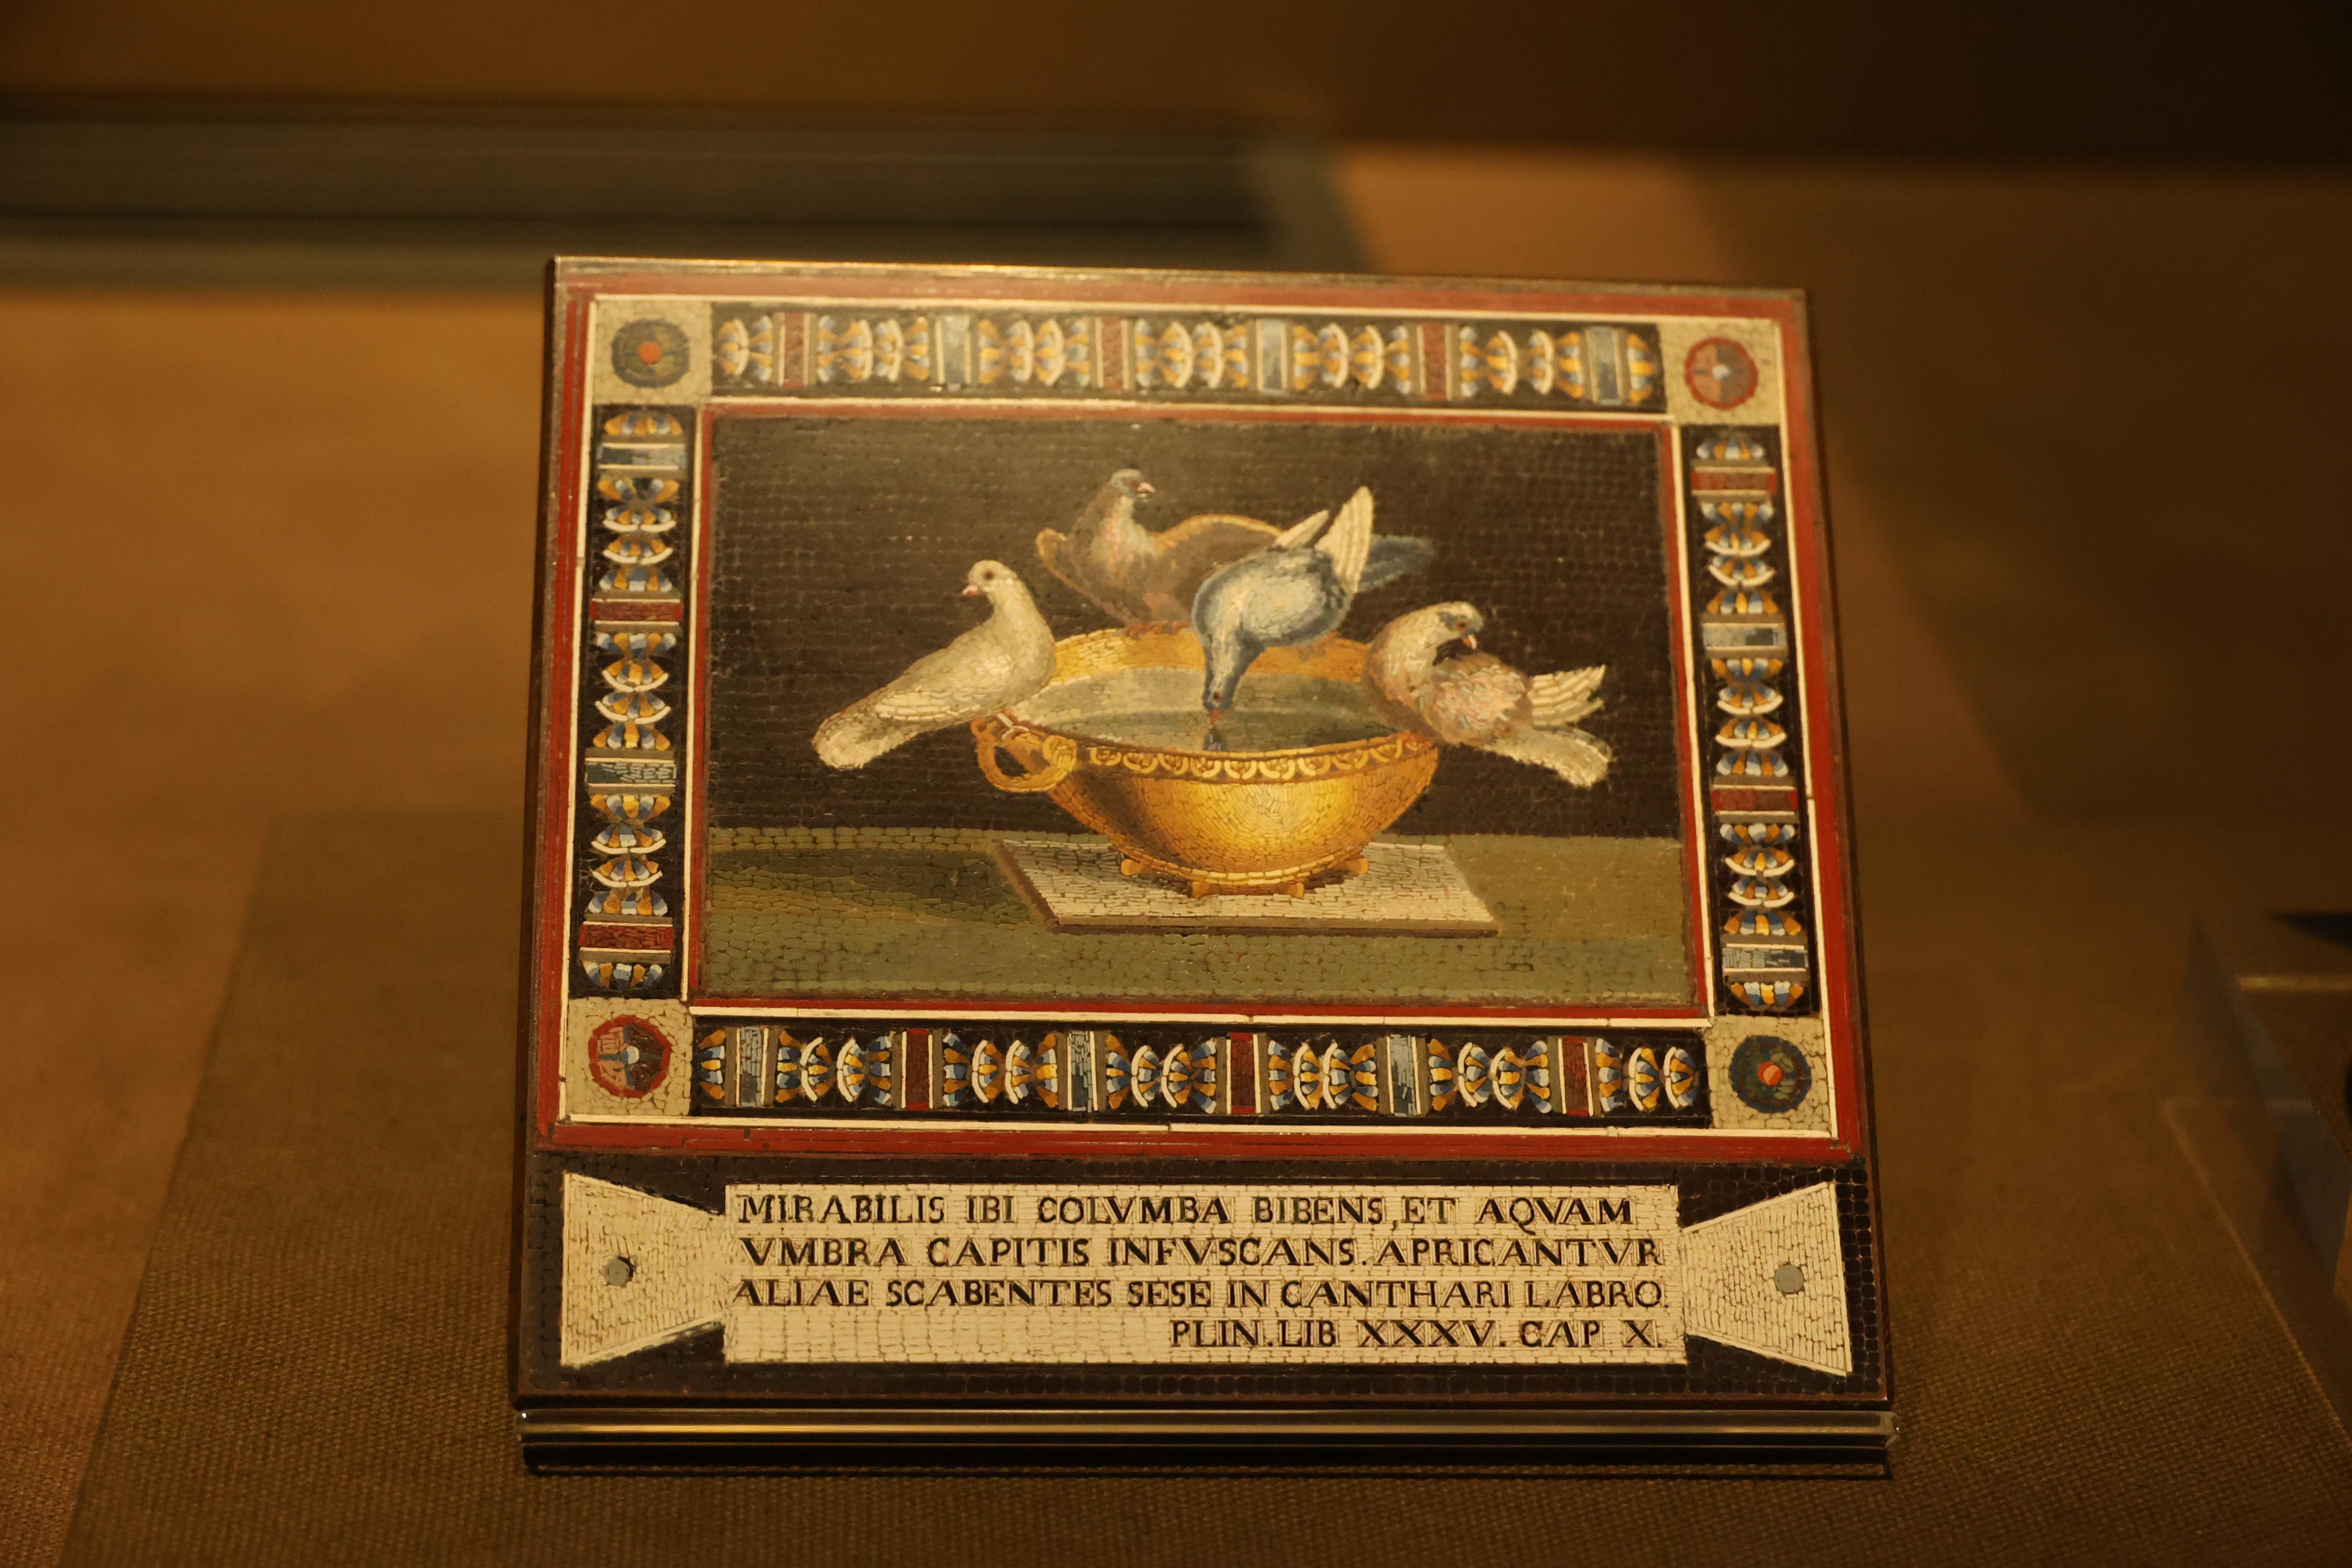 MIRABILIS IBI COLVMBA BIBENS, ET AQVAM
VMBRA CAPITIS INFVSCANS. APRICANTVR
ALIAE SCABENTES SESE IN CANTHARI LABRO.
PLIN. LIB XXXV. CAP X.